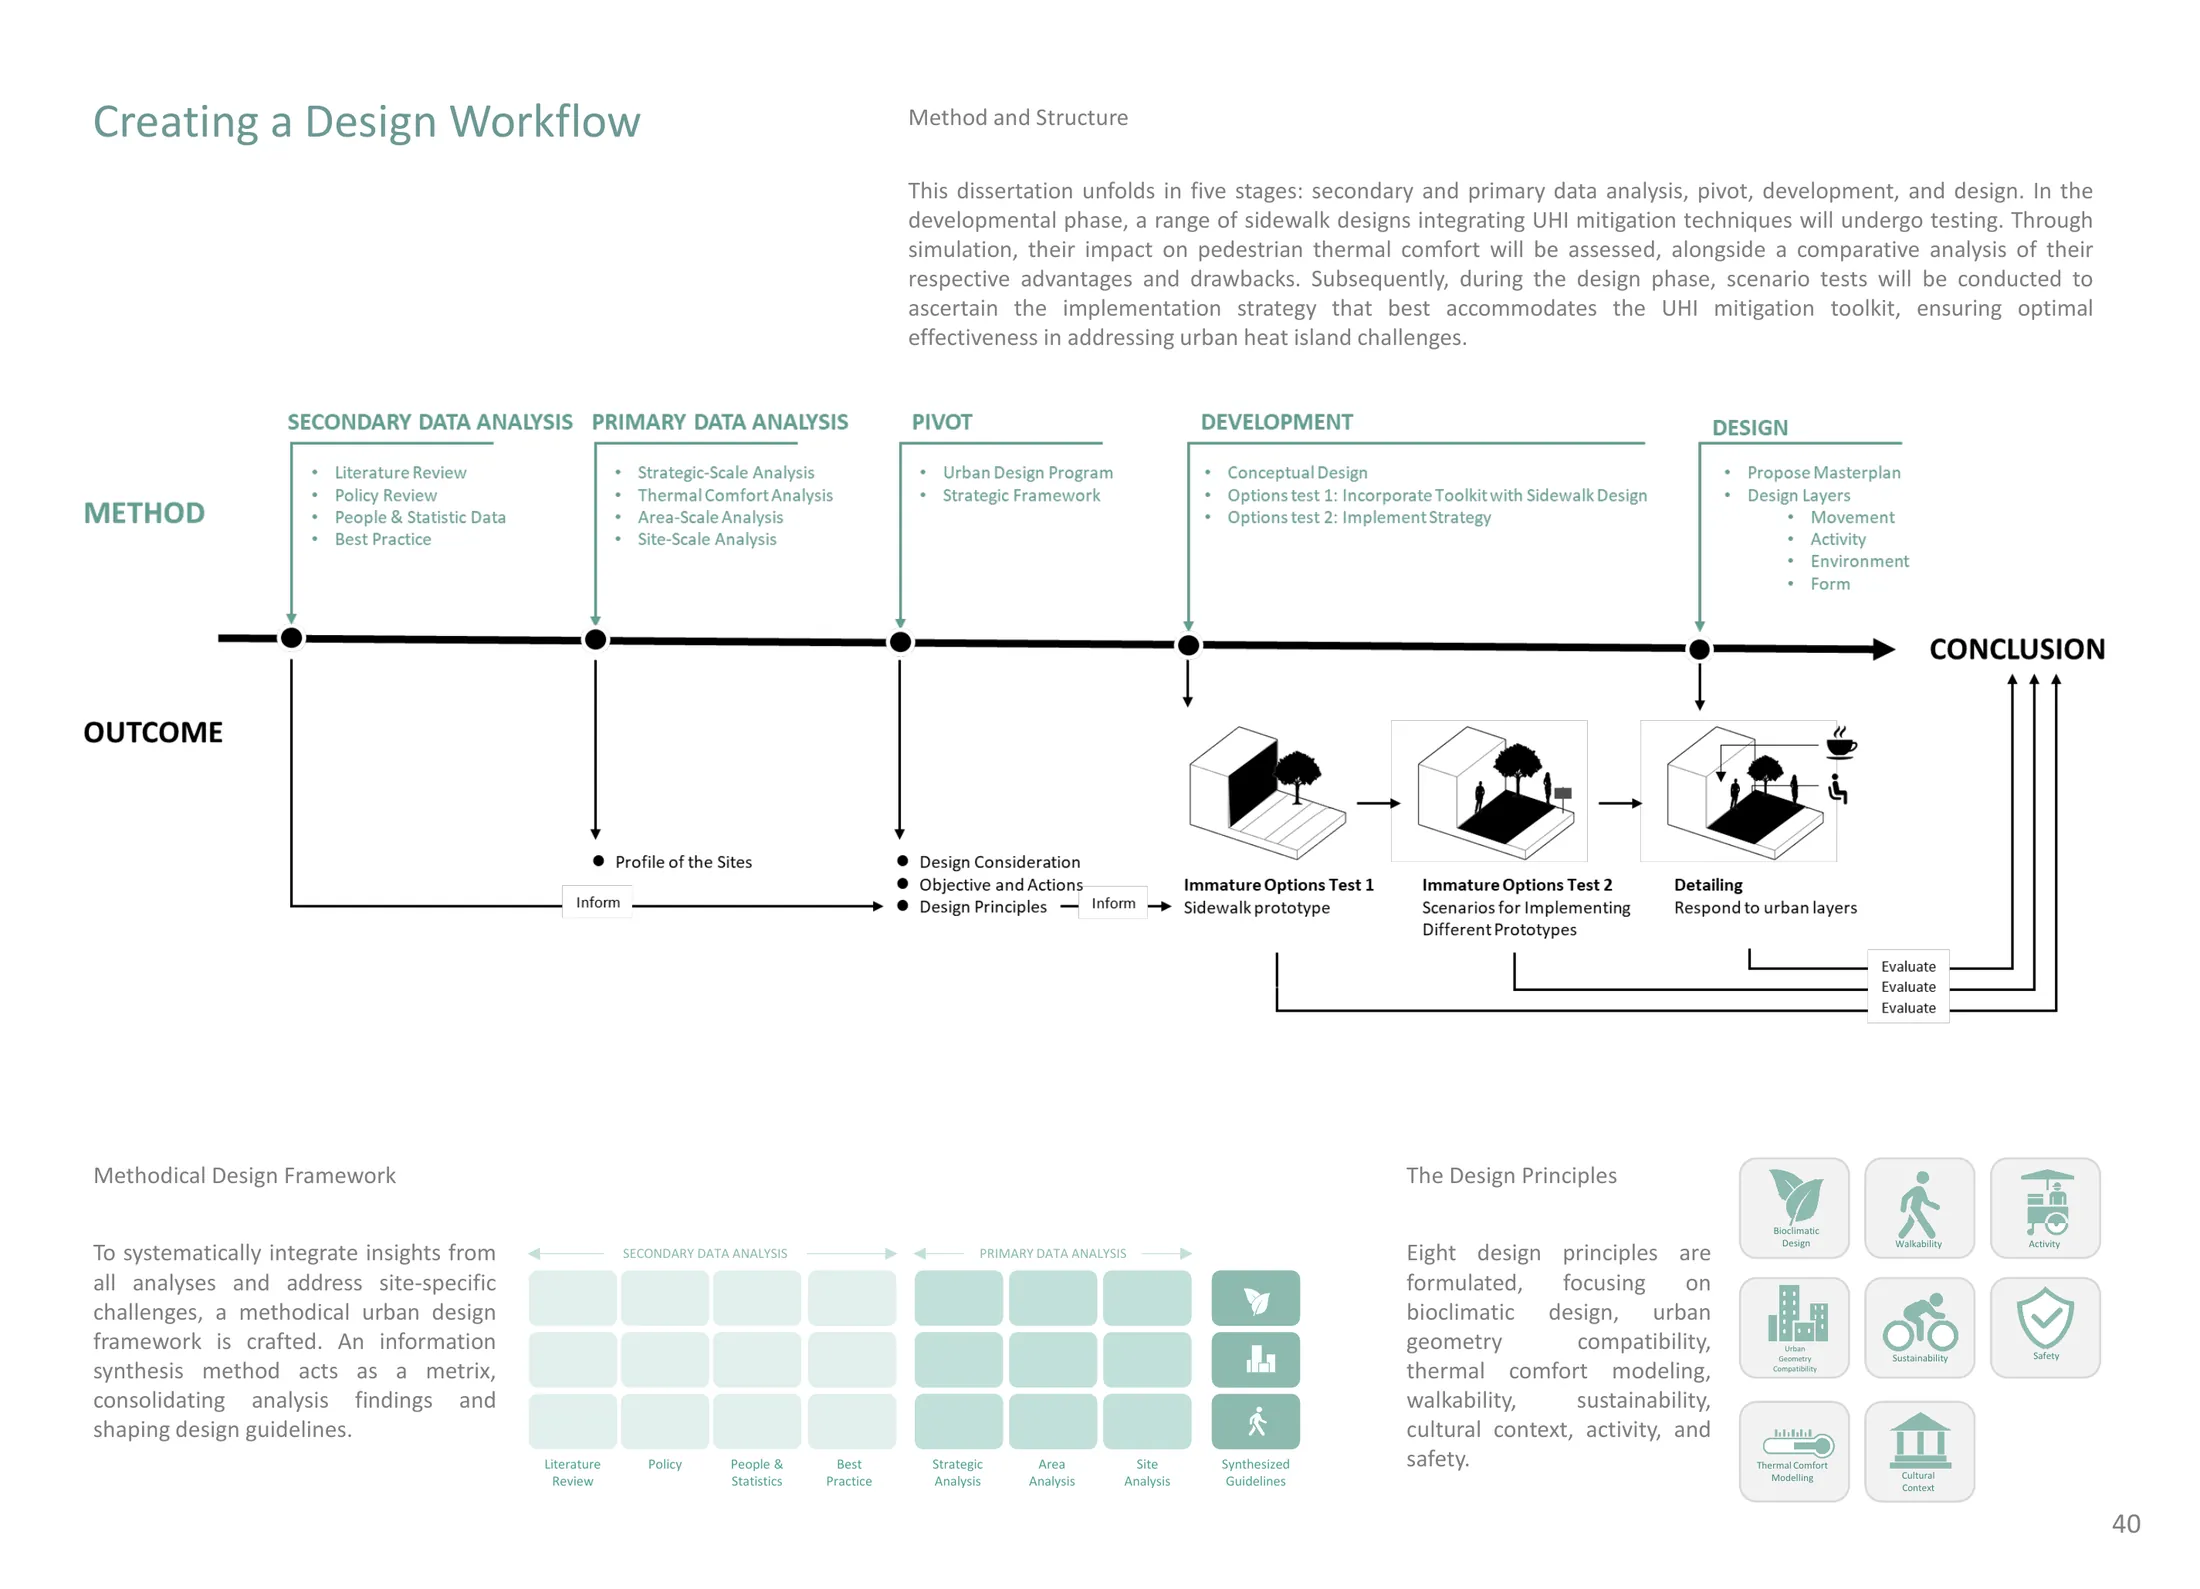 Creating a Design Workflow
Method and Structure
This dissertation unfolds in five stages: secondary and primary data analysis, pivot, development, and design. In the
developmental phase, a range of sidewalk designs integrating UHI mitigation techniques will undergo testing. Through
simulation, their impact on pedestrian thermal comfort will be assessed, alongside a comparative analysis of their
respective advantages and drawbacks. Subsequently, during the design phase, scenario tests will be conducted to
ascertain the implementation strategy that best accommodates the UHI mitigation toolkit, ensuring optimal
effectiveness in addressing urban heat island challenges.
METHOD
SECONDARY DATA ANALYSIS
• Literature Review
• Policy Review
• People & Statistic Data
• Best Practice
PRIMARY DATA ANALYSIS
• Strategic-Scale Analysis
• Thermal Comfort Analysis
• Area-Scale Analysis
• Site-Scale Analysis
PIVOT
• Urban Design Program
• Strategic Framework
DEVELOPMENT
• Conceptual Design
• Options test 1: Incorporate Toolkit with Sidewalk Design
• Options test 2: Implement Strategy
DESIGN
• Propose Masterplan
• Design Layers
• Movement
• Activity
• Environment
• Form
CONCLUSION
OUTCOME
● Profile of the Sites
Inform
● Design Consideration
● Objective and Actions
● Design Principles
Inform
Immature Options Test 1
Sidewalk prototype
Immature Options Test 2
Scenarios for Implementing
Different Prototypes
Detailing
Respond to urban layers
Evaluate
Evaluate
Evaluate
Methodical Design Framework
To systematically integrate insights from
all analyses and address site-specific
challenges, a methodical urban design
framework is crafted. An information
synthesis method acts as a metrix,
consolidating analysis findings and
shaping design guidelines.
SECONDARY DATA ANALYSIS
PRIMARY DATA ANALYSIS
Literature
Review
Policy
People &
Statistics
Best
Practice
Strategic
Analysis
Area
Analysis
Site
Analysis
Synthesized
Guidelines
The Design Principles
Eight design principles are
formulated, focusing on
bioclimatic design, urban
geometry compatibility,
thermal comfort modeling,
walkability, sustainability,
cultural context, activity, and
safety.
Bioclimatic
Design
Walkability
Activity
Urban
Geometry
Compatibility
Sustainability
Safety
Thermal Comfort
Modelling
Cultural
Context
40